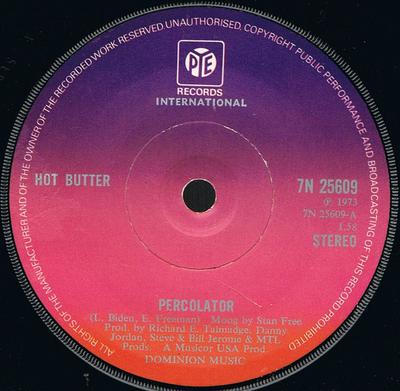 ALL RIGHTS OF THE MANUFACTURER AND OF THE OWNER OF THE RECORDED WORK RESERVED. UNAUTHORISED, COPYRIGHT PUBLIC PERFORMANCE AND BROADCASTING OF THIS RECORD PROHIBITED
PYE
RECORDS
INTERNATIONAL
HOT BUTTER
7N 25609
℗ 1973
7N 25609-A
1.58
STEREO
PERCOLATOR
(L. Biden, E. Freeman) Moog by Stan Free
Prod. by Richard E. Talmadge, Danny
Jordan, Steve & Bill Jerome & MTL
Prods. A Musicor USA Prod.
DOMINION MUSIC